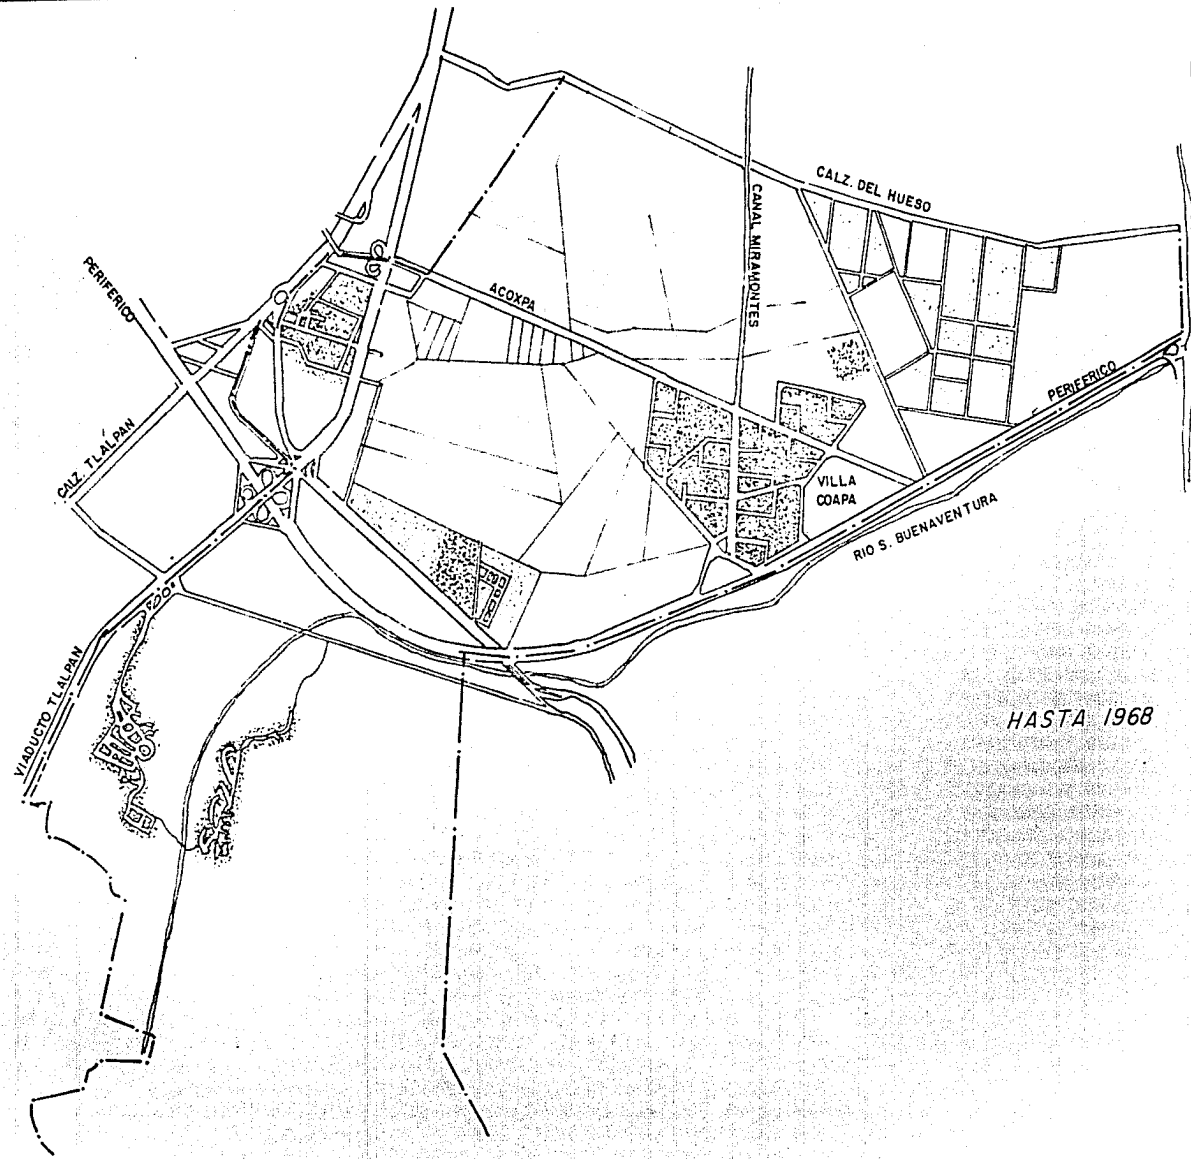 CALZ. DEL HUESO
CANAL MIRAMONTES
PERIFERICO
ACOXPA
PERIFERICO
CALZ. TLALPAN
VILLA
COAPA
RIO S. BUENAVENTURA
VIADUCTO TLALPAN
HASTA 1968